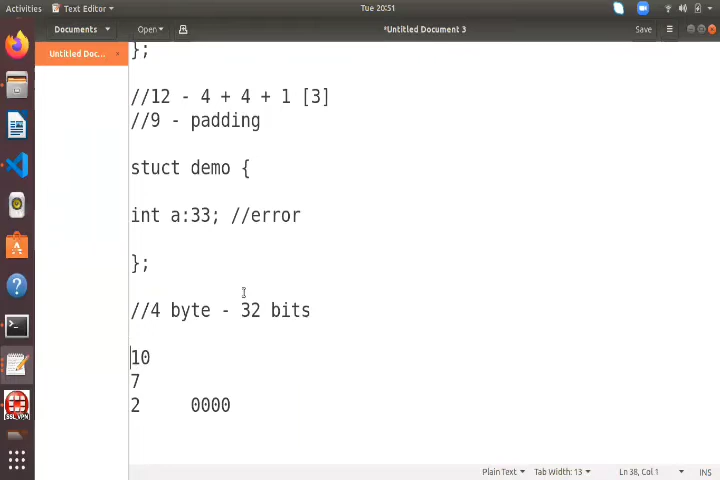 Activities Text Editor Tue 20:51
Documents Open *Untitled Document 3 Save
Untitled Doc...
};
//12 - 4 + 4 + 1 [3]
//9 - padding
stuct demo {
int a:33; //error
};
//4 byte - 32 bits
10
7
2 0000
[SSL_VPN]
Plain Text Tab Width: 13 Ln 38, Col 1 INS